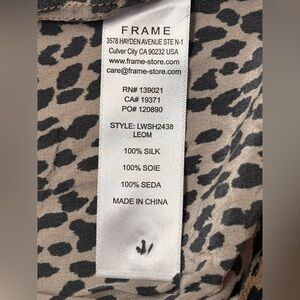 FRAME
3578 HAYDEN AVENUE STE N-1
Culver City CA 90232 USA
www.frame-store.com
care@frame-store.com
RN# 139021
CA# 19371
PO# 120890
STYLE: LWSH2438
LEOM
100% SILK
100% SOIE
100% SEDA
MADE IN CHINA